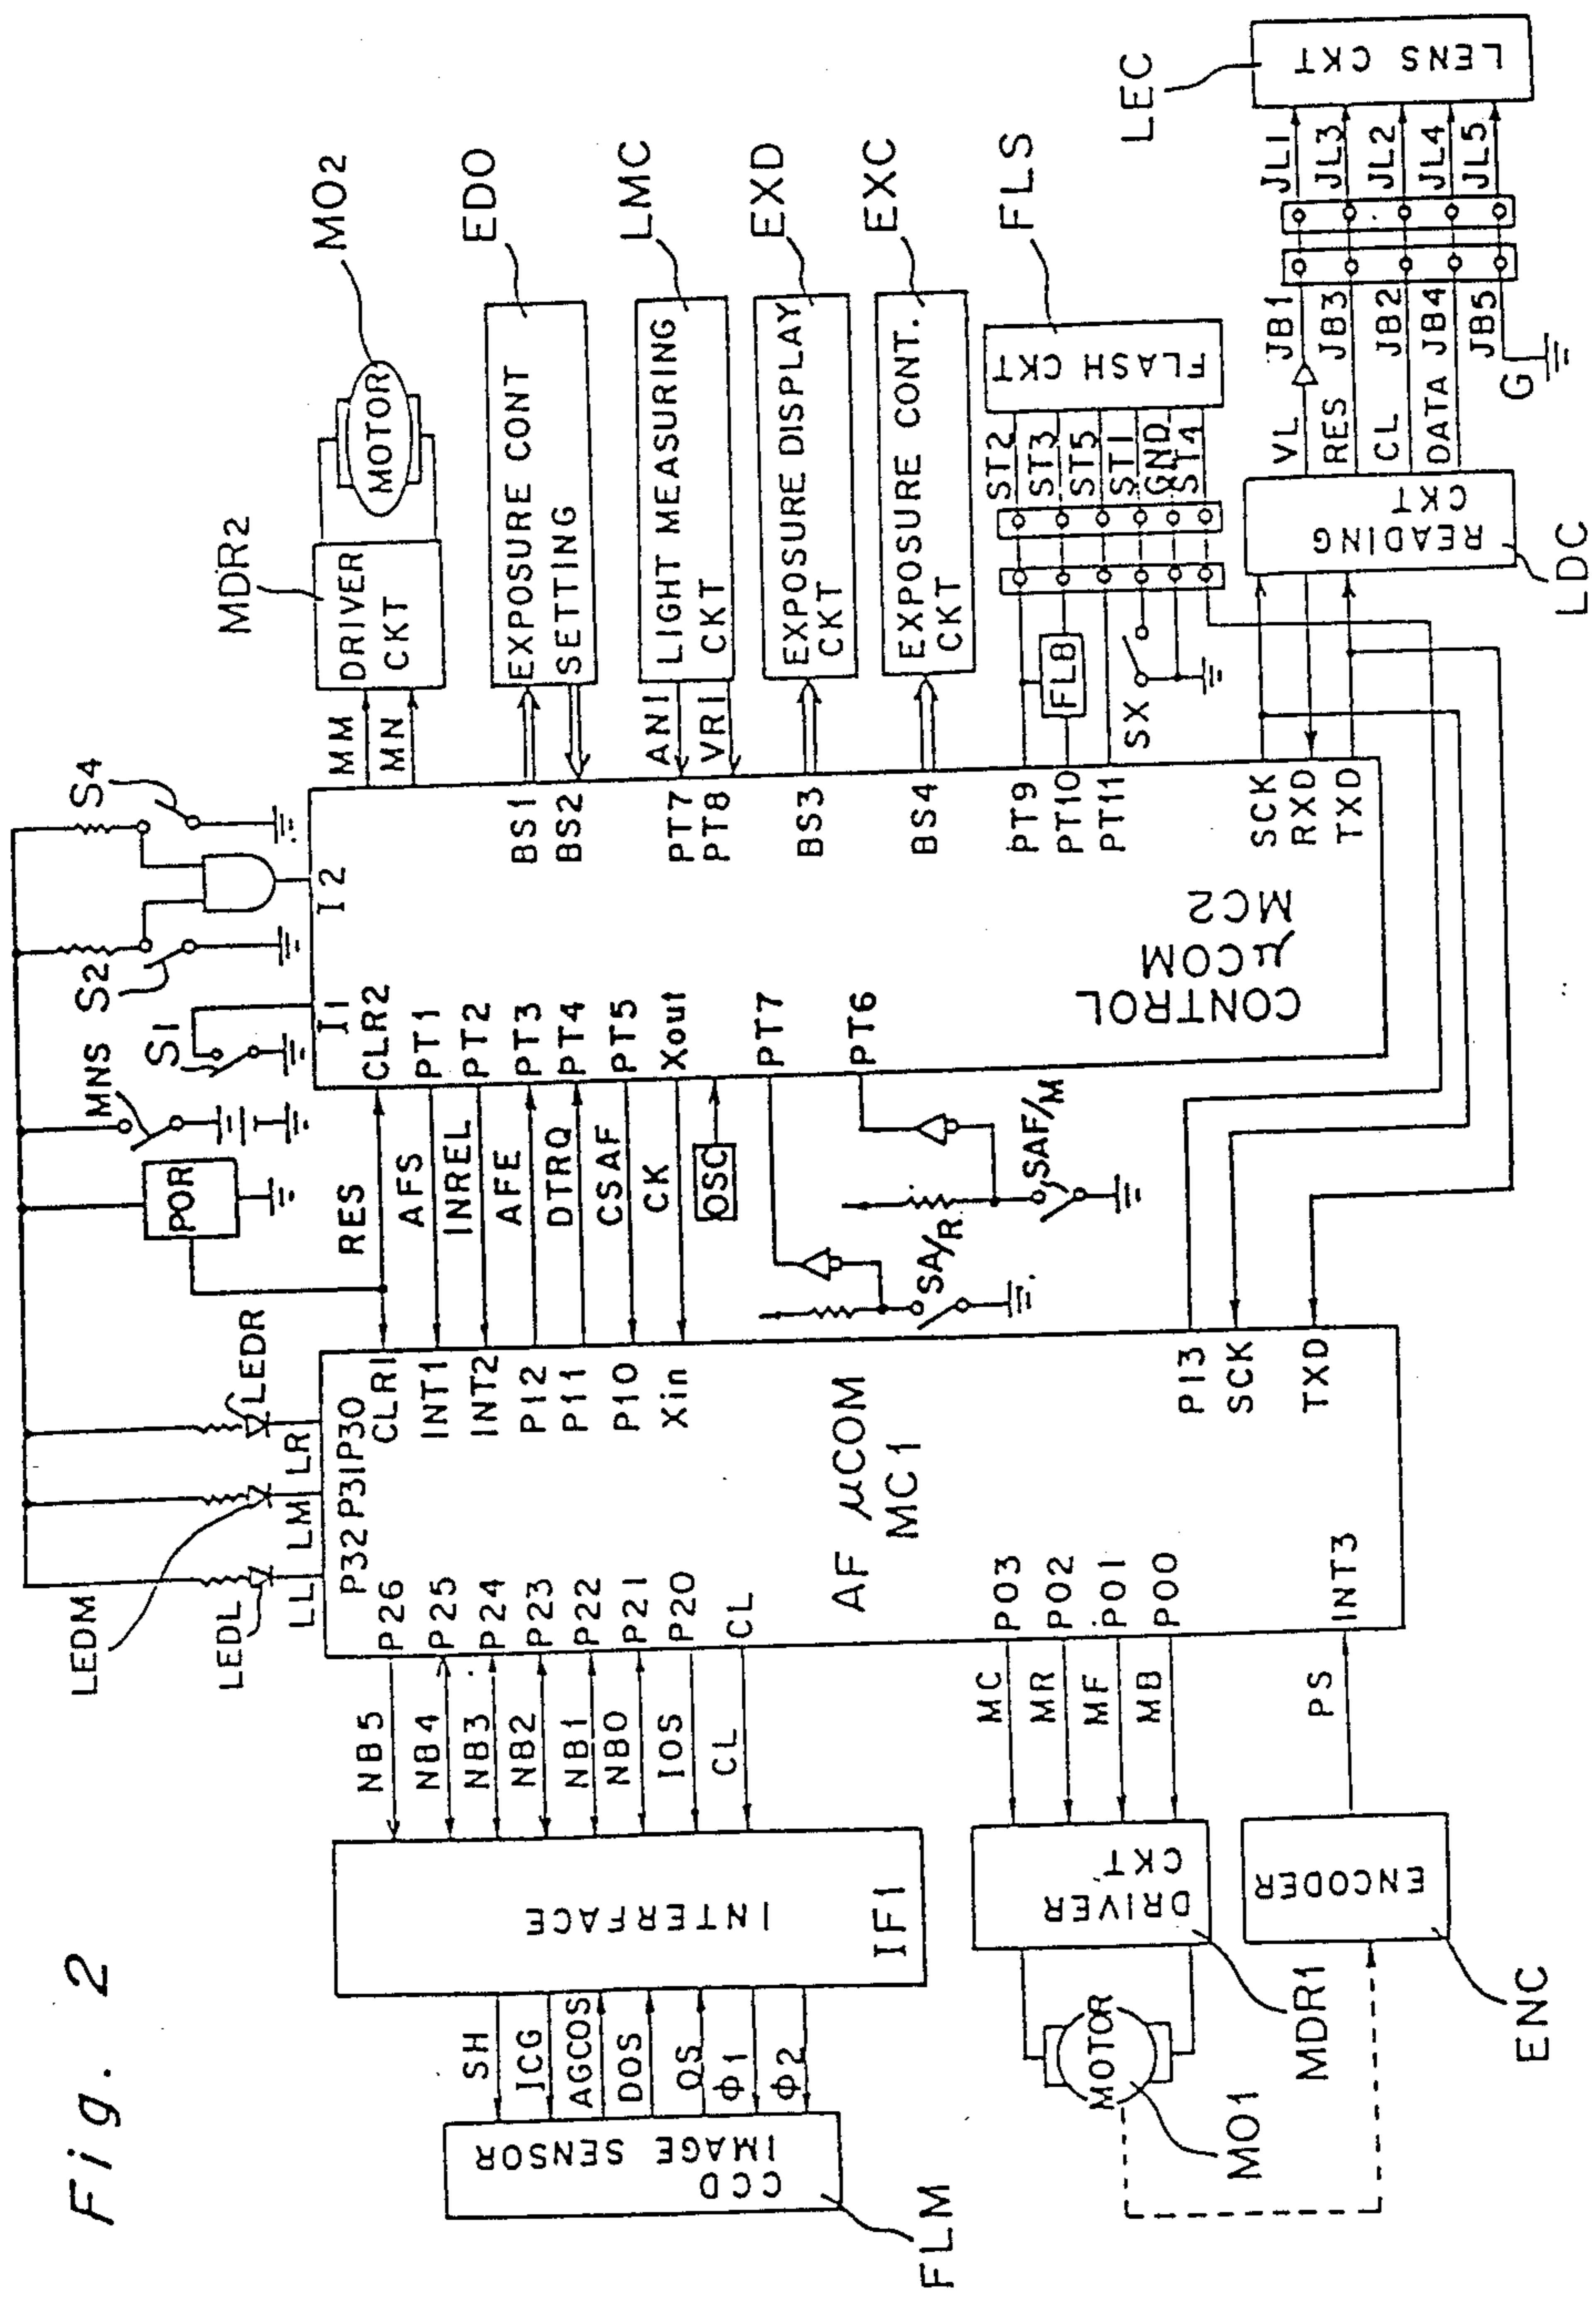 Fig. 2
CCD
IMAGE SENSOR
FLM
SH
ICG
AGCOS
DOS
OS
Φ1
Φ2
INTERFACE
IF1
NB5
NB4
NB3
NB2
NB1
NB0
IOS
CL
MOTOR
MO1
DRIVER
CKT
MDR1
ENCODER
ENC
MC
MR
MF
MB
PS
LEDM
LEDL
LEDR
LL
LM
LR
P32
P31
P30
P26
P25
P24
P23
P22
P21
P20
CL
PO3
PO2
PO1
PO0
INT3
AF μCOM
MC1
CLR1
INT1
INT2
P12
P11
P10
Xin
P13
SCK
TXD
POR
MNS
S1
S2
S4
RES
AFS
INREL
AFE
DTRQ
CSAF
CK
OSC
SA/R
SAF/M
I1
I2
CLR2
PT1
PT2
PT3
PT4
PT5
Xout
PT7
PT6
CONTROL
μCOM
MC2
BS1
BS2
PT7
PT8
BS3
BS4
PT9
PT10
PT11
SCK
RXD
TXD
MM
MN
DRIVER
CKT
MDR2
MOTOR
MO2
EXPOSURE CONT
SETTING
EDO
ANI
VRI
LIGHT MEASURING
CKT
LMC
EXPOSURE DISPLAY
CKT
EXD
EXPOSURE CONT.
CKT
EXC
FLB
SX
ST2
ST3
ST5
ST1
GND
ST4
FLASH CKT
FLS
READING
CKT
LDC
VL
RES
CL
DATA
JB1
JB3
JB2
JB4
JB5
G
JL1
JL3
JL2
JL4
JL5
LENS CKT
LEC